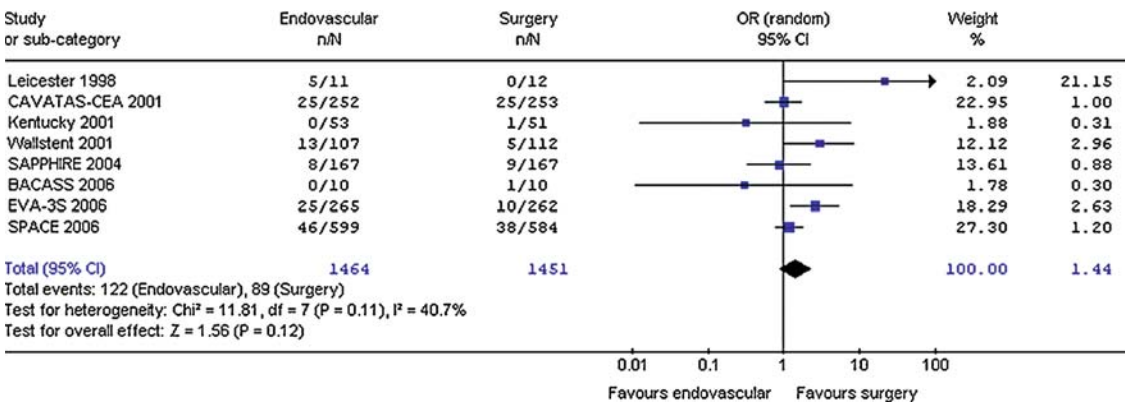 Study Endovascular Surgery OR (random) Weight
or sub-category n/N n/N 95% CI %
Leicester 1998 5/11 0/12 2.09 21.15
CAVATAS-CEA 2001 25/252 25/253 22.95 1.00
Kentucky 2001 0/53 1/51 1.88 0.31
Wallstent 2001 13/107 5/112 12.12 2.96
SAPPHIRE 2004 8/167 9/167 13.61 0.88
BACASS 2006 0/10 1/10 1.78 0.30
EVA-3S 2006 25/265 10/262 18.29 2.63
SPACE 2006 46/599 38/584 27.30 1.20
Total (95% CI) 1464 1451 100.00 1.44
Total events: 122 (Endovascular), 89 (Surgery)
Test for heterogeneity: Chi² = 11.81, df = 7 (P = 0.11), I² = 40.7%
Test for overall effect: Z = 1.56 (P = 0.12)
0.01 0.1 1 10 100
Favours endovascular Favours surgery